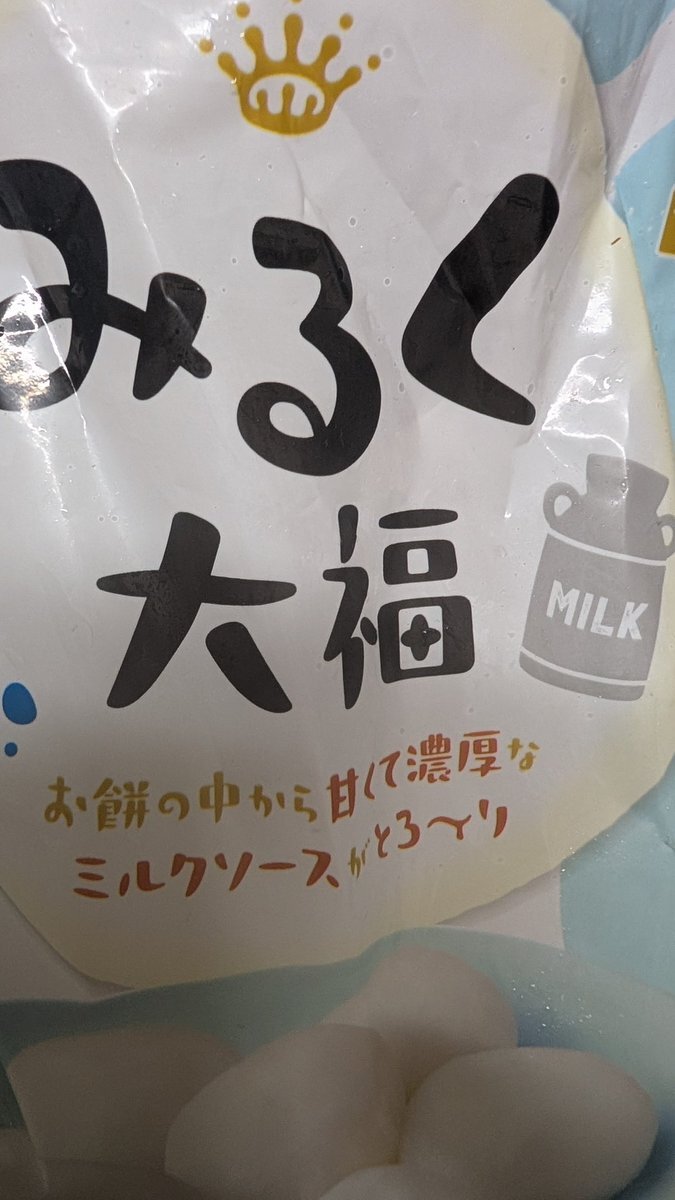 みるく
大福
MILK
お餅の中から甘くて濃厚な
ミルクソースがとろ〜り